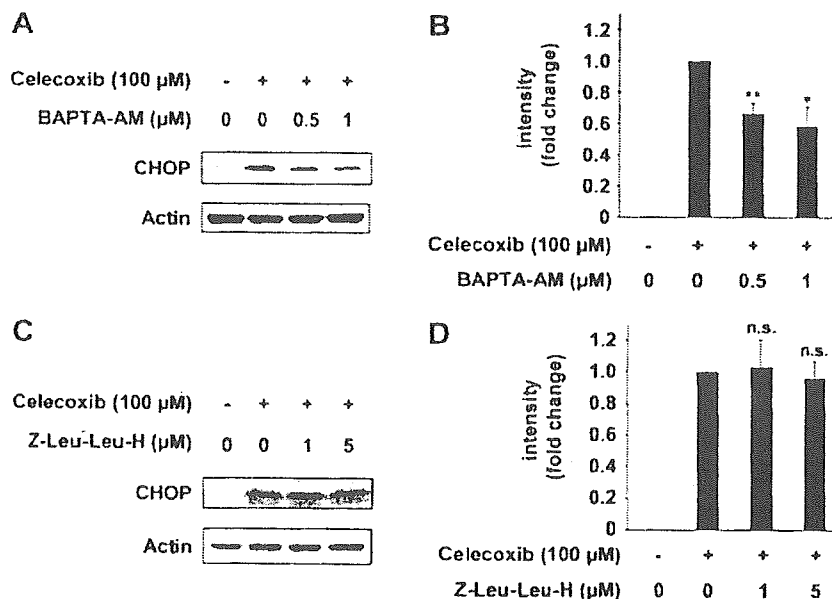 A
Celecoxib (100 µM) - + + +
BAPTA-AM (µM) 0 0 0.5 1
CHOP
Actin
B
intensity
(fold change)
1.2
1.0
0.8
0.6
0.4
0.2
0
**
*
Celecoxib (100 µM) - + + +
BAPTA-AM (µM) 0 0 0.5 1
C
Celecoxib (100 µM) - + + +
Z-Leu-Leu-H (µM) 0 0 1 5
CHOP
Actin
D
intensity
(fold change)
1.2
1.0
0.8
0.6
0.4
0.2
0
n.s.
n.s.
Celecoxib (100 µM) - + + +
Z-Leu-Leu-H (µM) 0 0 1 5